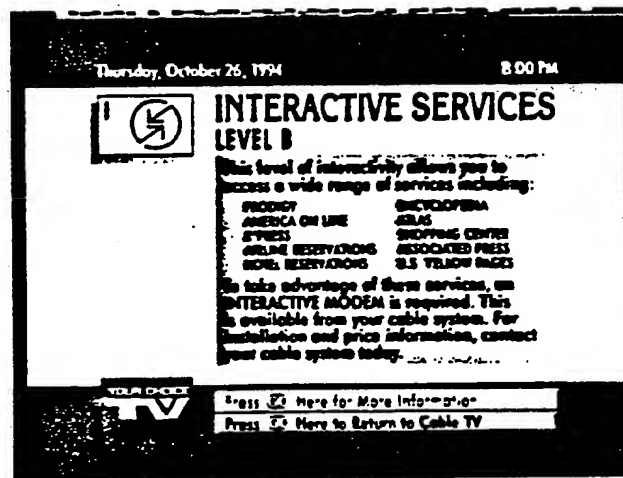 Thursday, October 26, 1994 8:00 PM
INTERACTIVE SERVICES
LEVEL B
This level of interactivity allows you to
access a wide range of services including:
PRODIGY ENCYCLOPEDIA
AMERICA ON LINE ATLAS
X*PRESS SHOPPING CENTER
AIRLINE RESERVATIONS ASSOCIATED PRESS
HOTEL RESERVATIONS U.S YELLOW PAGES
To take advantage of these services, an
INTERACTIVE MODEM is required. This
is available from your cable system. For
installation and price information, contact
your cable system today.
YOUR CHOICE
TV
Press Here for More Information
Press Here to Return to Cable TV